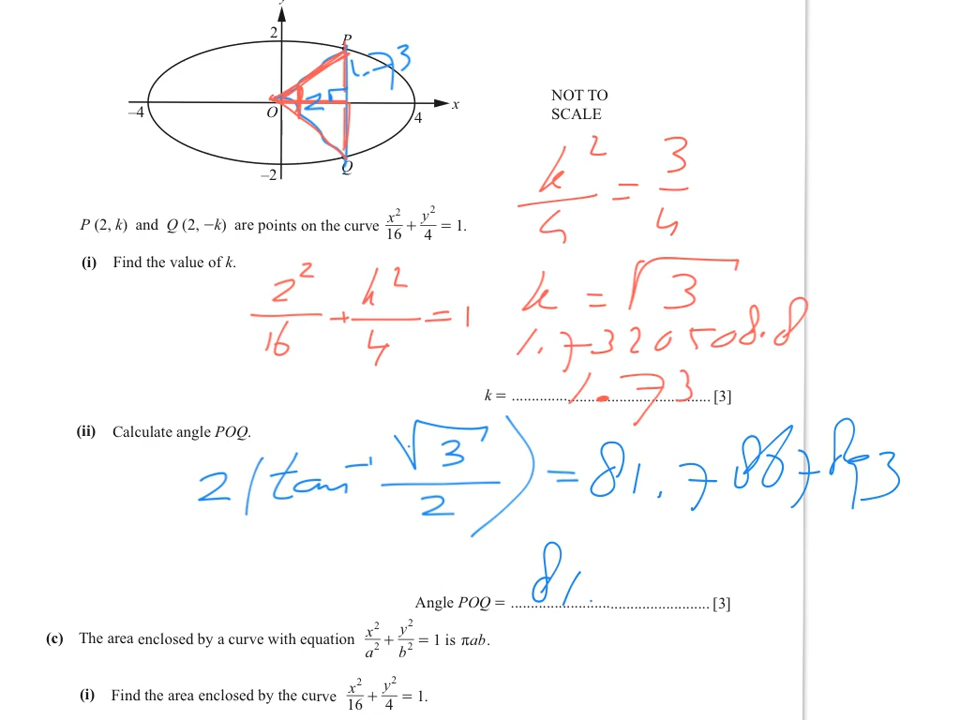 2
P
1.73
-4
O
2
4
x
-2
Q
NOT TO
SCALE
k²/4 = 3/4
P (2, k) and Q (2, −k) are points on the curve x²/16 + y²/4 = 1.
(i) Find the value of k.
2²/16 + k²/4 = 1
k = √3
1.7320508.8
k = 1.73 [3]
(ii) Calculate angle POQ.
2(tan⁻¹ √3/2) = 81.7867893
Angle POQ = 81. [3]
(c) The area enclosed by a curve with equation x²/a² + y²/b² = 1 is πab.
(i) Find the area enclosed by the curve x²/16 + y²/4 = 1.